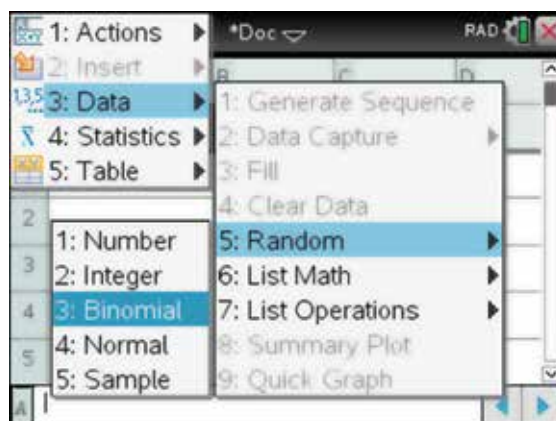 1: Actions
2: Insert
3: Data
4: Statistics
5: Table
*Doc
RAD
B C D
1: Generate Sequence
2: Data Capture
3: Fill
4: Clear Data
5: Random
6: List Math
7: List Operations
8: Summary Plot
9: Quick Graph
1: Number
2: Integer
3: Binomial
4: Normal
5: Sample
2
3
4
5
A